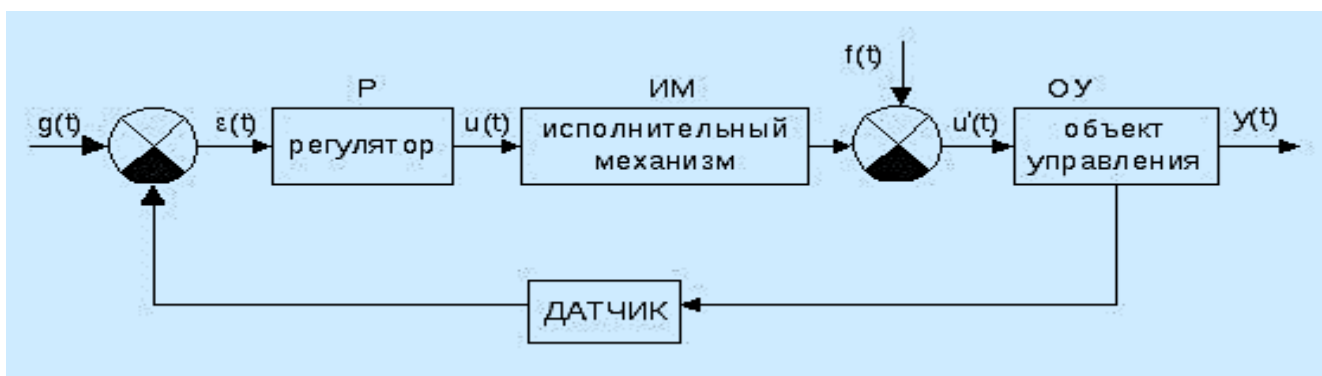 f(t)
Р
ИМ
ОУ
g(t)
ε(t)
регулятор
u(t)
исполнительный
механизм
u'(t)
объект
управления
y(t)
ДАТЧИК